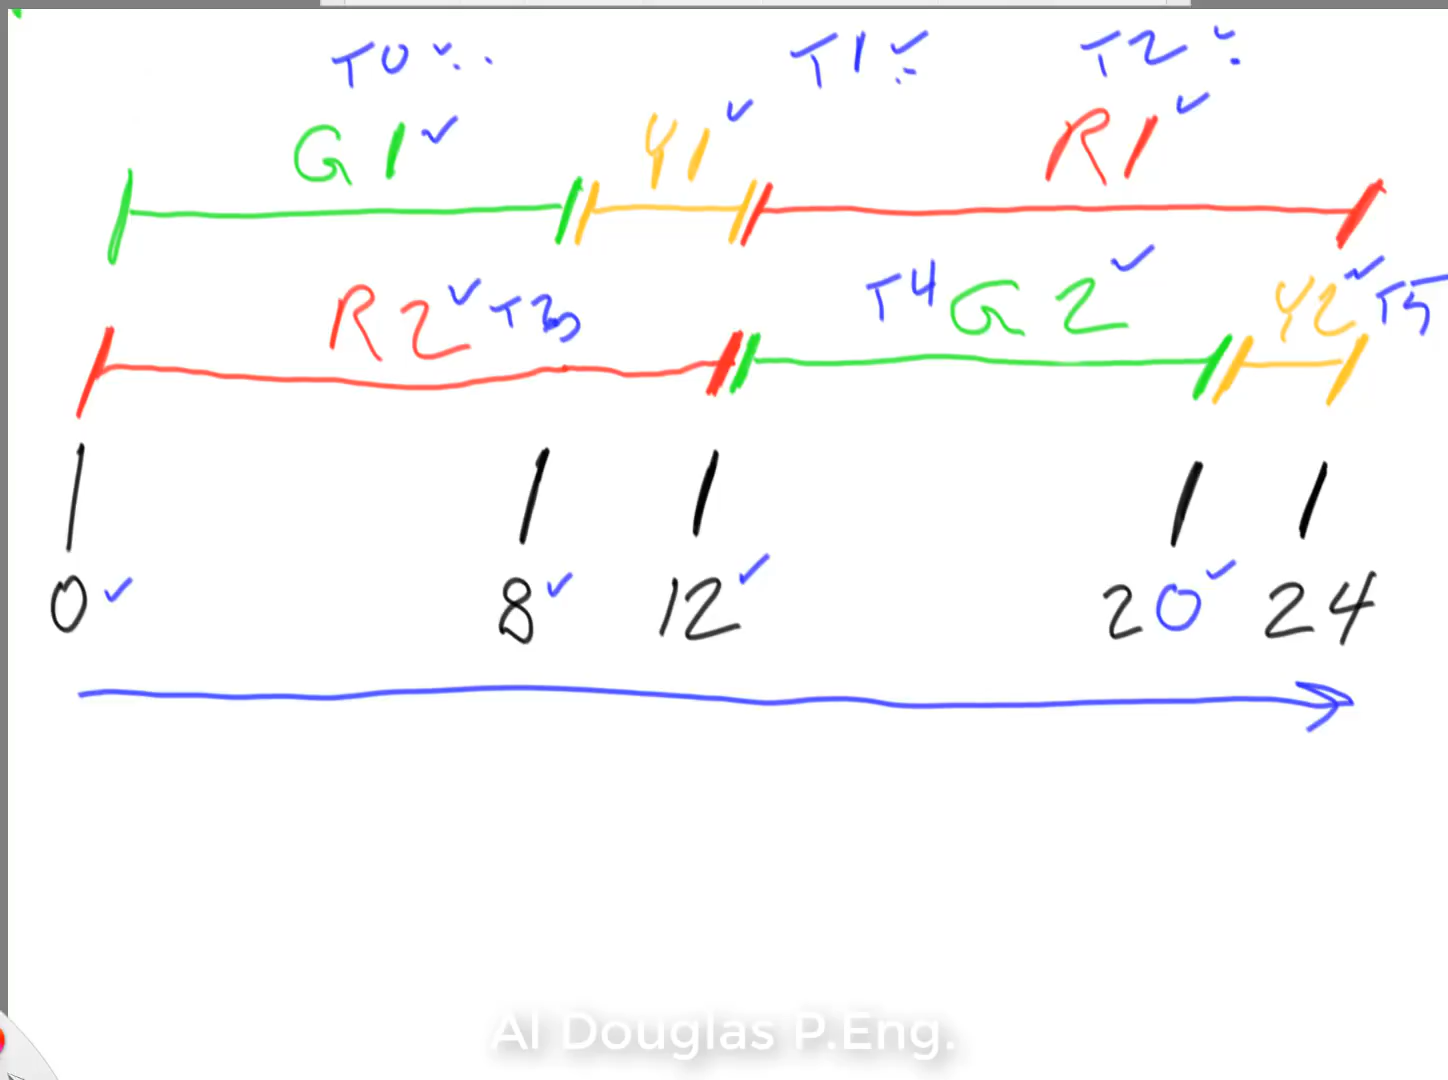 T0 T1 T2
G1 Y1 R1
R2 T3 T4 G2 Y2 T5
0 8 12 20 24
Al Douglas P.Eng.